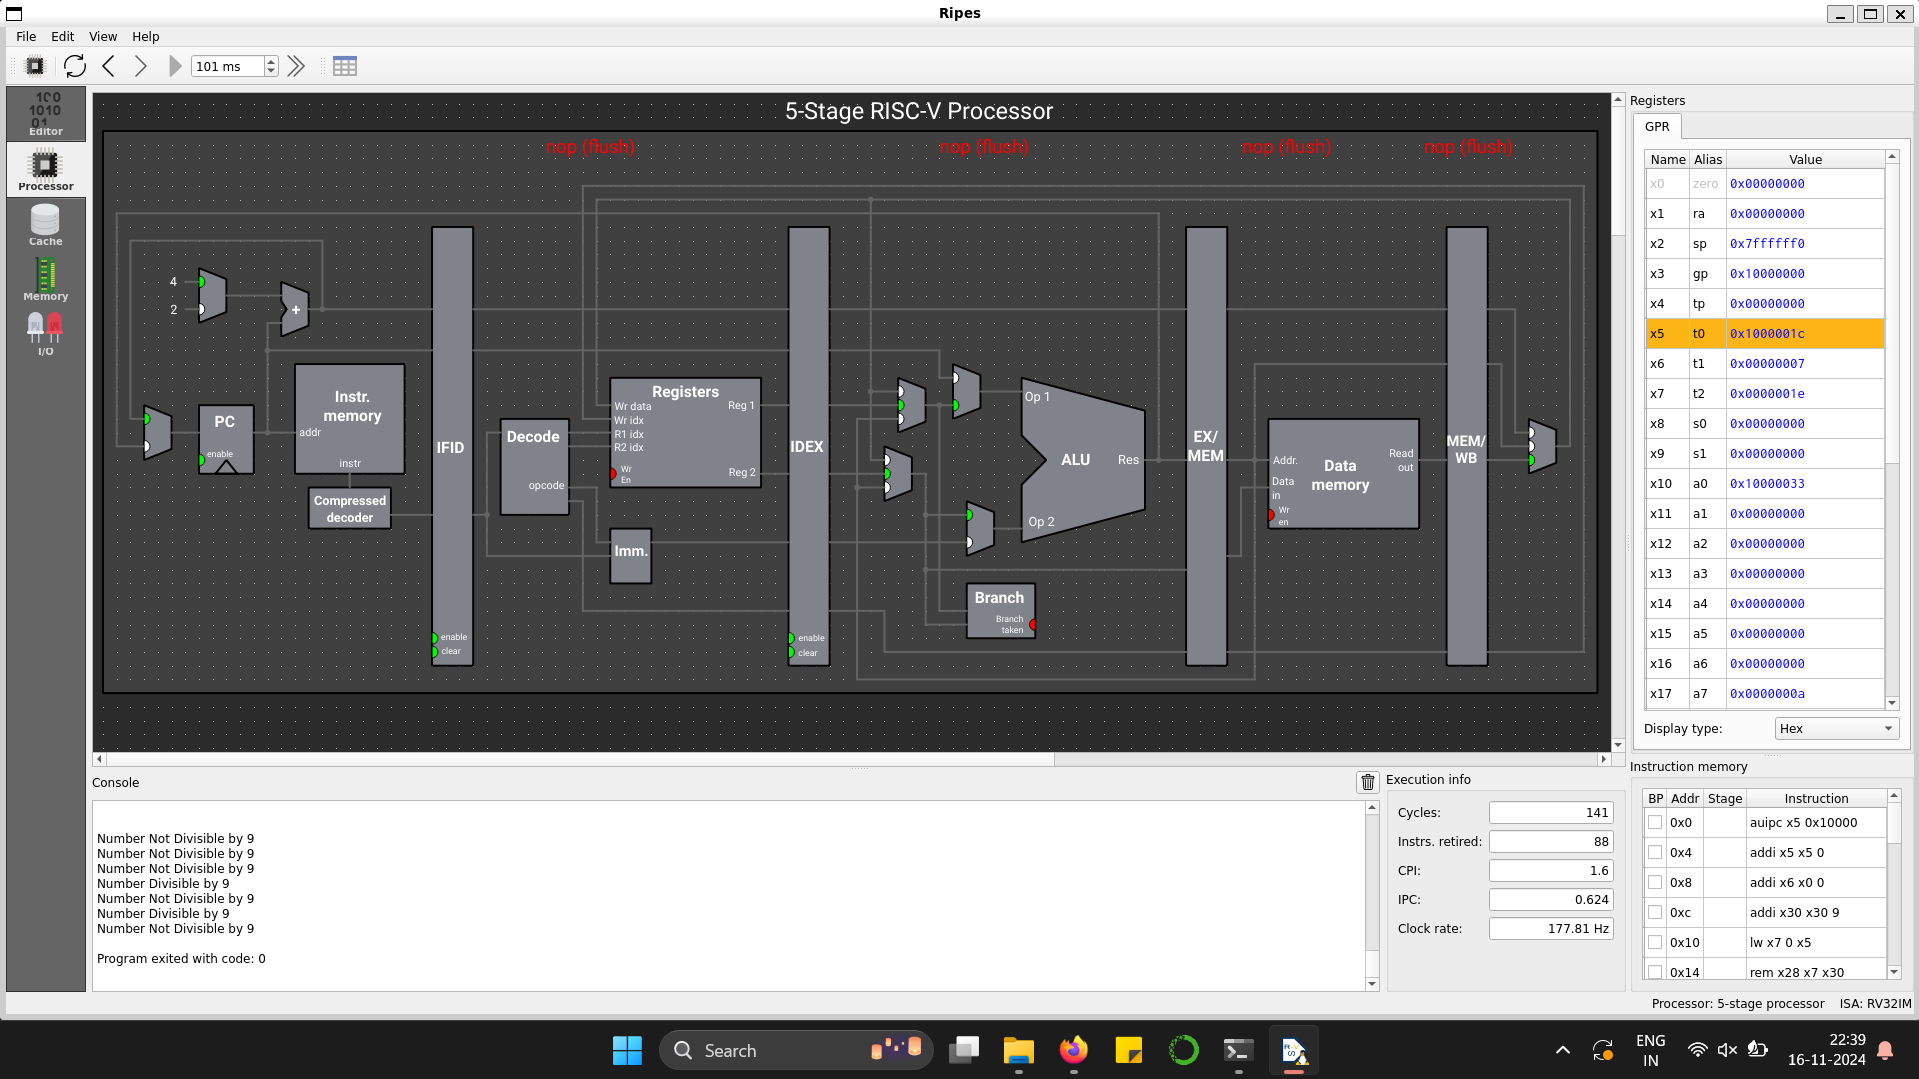 Ripes
File Edit View Help
101 ms
100
1010
01
Editor
Processor
Cache
Memory
I/O
5-Stage RISC-V Processor
nop (flush) nop (flush) nop (flush) nop (flush)
4
2
+
PC
enable
Instr.
memory
addr
instr
Compressed
decoder
IFID
enable
clear
Decode
opcode
Registers
Wr data
Wr idx
R1 idx
R2 idx
Wr
En
Reg 1
Reg 2
Imm.
IDEX
enable
clear
Op 1
ALU
Res
Op 2
Branch
Branch
taken
EX/
MEM
Addr.
Data
in
Wr
en
Data
memory
Read
out
MEM/
WB
Registers
GPR
Name Alias Value
x0 zero 0x00000000
x1 ra 0x00000000
x2 sp 0x7ffffff0
x3 gp 0x10000000
x4 tp 0x00000000
x5 t0 0x1000001c
x6 t1 0x00000007
x7 t2 0x0000001e
x8 s0 0x00000000
x9 s1 0x00000000
x10 a0 0x10000033
x11 a1 0x00000000
x12 a2 0x00000000
x13 a3 0x00000000
x14 a4 0x00000000
x15 a5 0x00000000
x16 a6 0x00000000
x17 a7 0x0000000a
Display type: Hex
Console
Number Not Divisible by 9
Number Not Divisible by 9
Number Not Divisible by 9
Number Divisible by 9
Number Not Divisible by 9
Number Divisible by 9
Number Not Divisible by 9
Program exited with code: 0
Execution info
Cycles: 141
Instrs. retired: 88
CPI: 1.6
IPC: 0.624
Clock rate: 177.81 Hz
Instruction memory
BP Addr Stage Instruction
0x0 auipc x5 0x10000
0x4 addi x5 x5 0
0x8 addi x6 x0 0
0xc addi x30 x30 9
0x10 lw x7 0 x5
0x14 rem x28 x7 x30
Processor: 5-stage processor ISA: RV32IM
Search
ENG
IN
22:39
16-11-2024